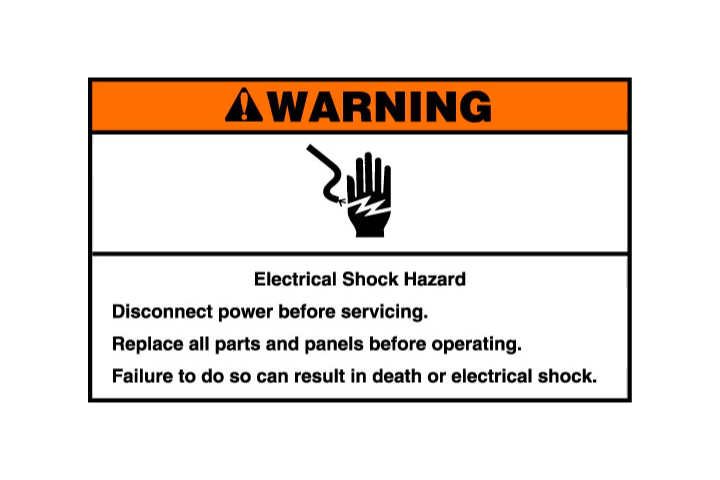 WARNING
Electrical Shock Hazard
Disconnect power before servicing.
Replace all parts and panels before operating.
Failure to do so can result in death or electrical shock.